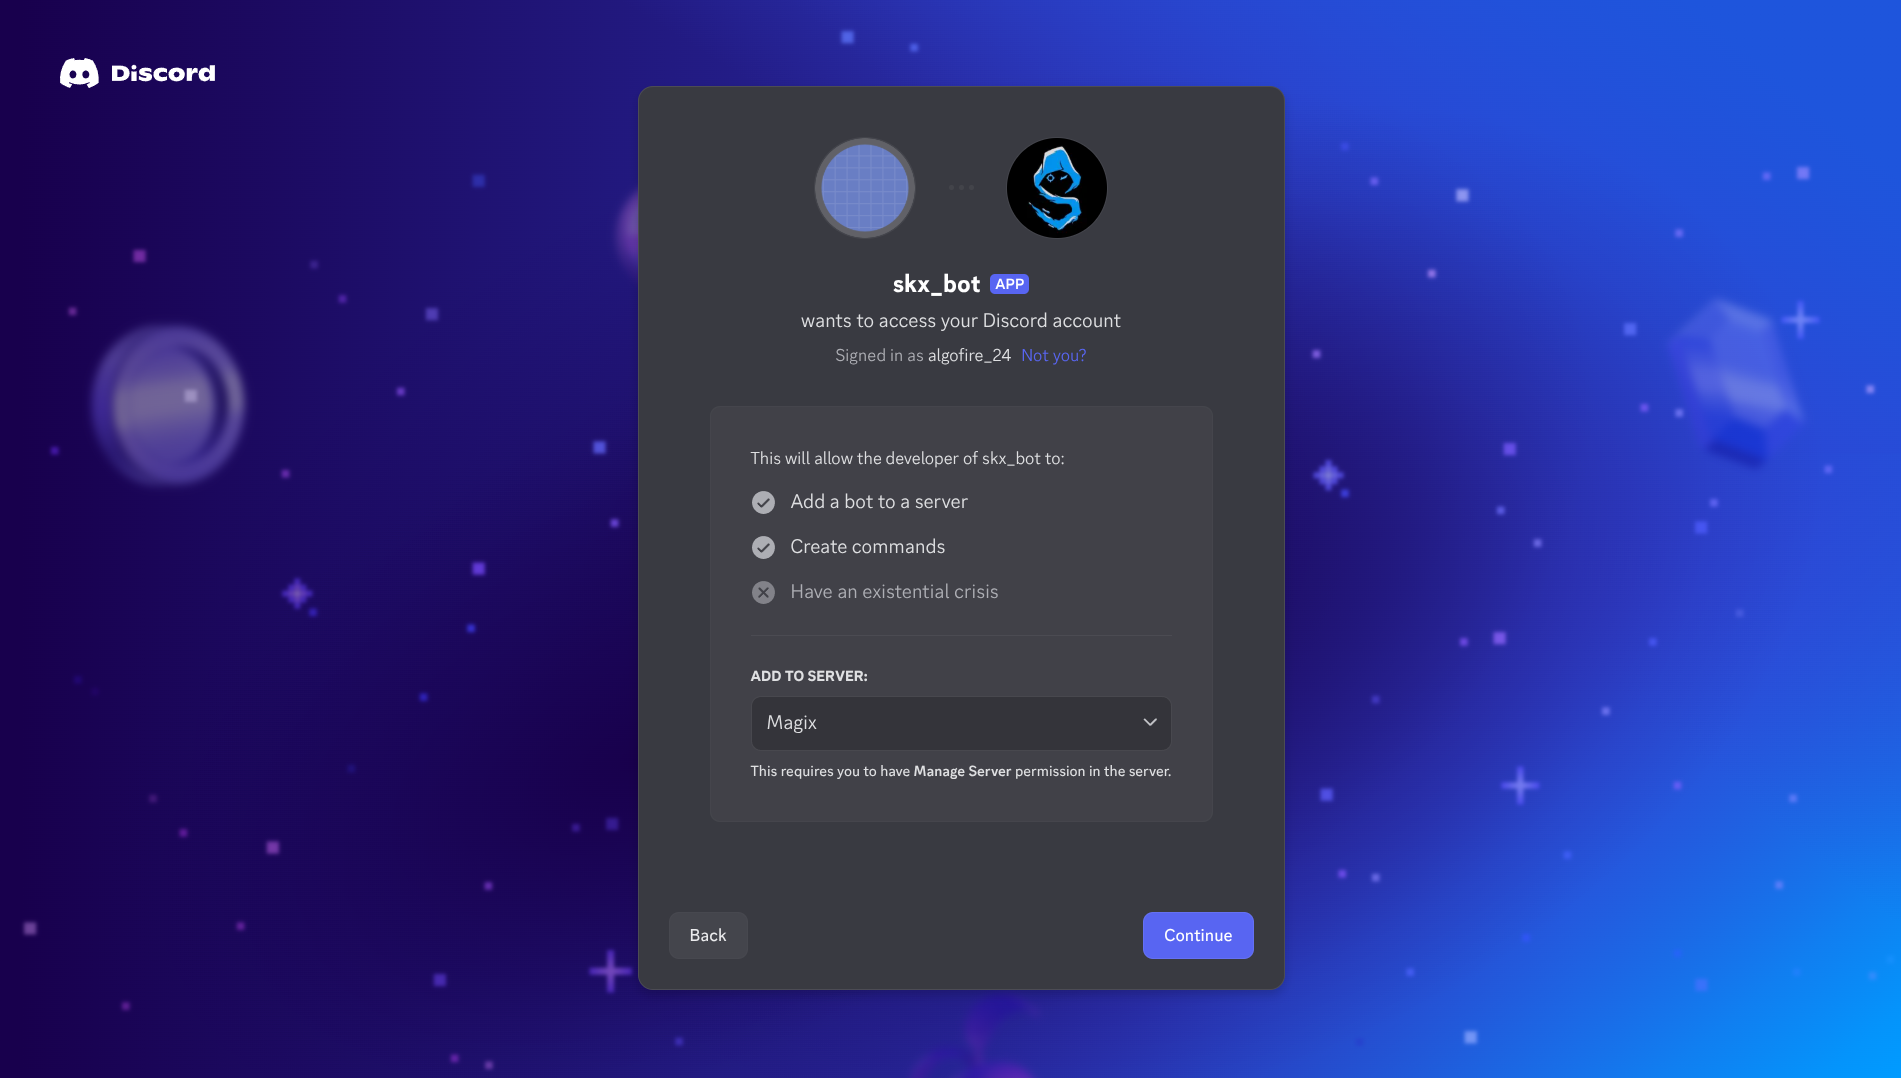 Discord
skx_bot APP
wants to access your Discord account
Signed in as algofire_24 Not you?
This will allow the developer of skx_bot to:
Add a bot to a server
Create commands
Have an existential crisis
ADD TO SERVER:
Magix
This requires you to have Manage Server permission in the server.
Back
Continue